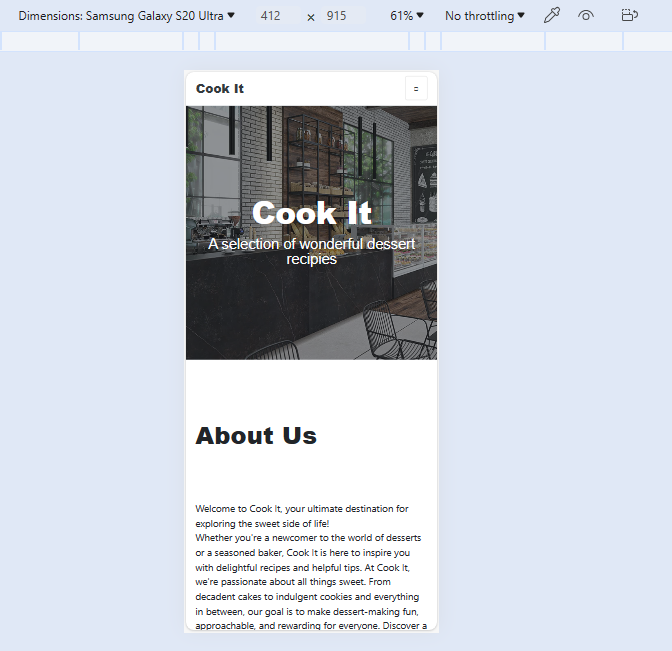 Dimensions: Samsung Galaxy S20 Ultra ▼ 412 × 915 61% ▼ No throttling ▼
Cook It
Cook It
A selection of wonderful dessert
recipies
About Us
Welcome to Cook It, your ultimate destination for
exploring the sweet side of life!
Whether you're a newcomer to the world of desserts
or a seasoned baker, Cook It is here to inspire you
with delightful recipes and helpful tips. At Cook It,
we're passionate about all things sweet. From
decadent cakes to indulgent cookies and everything
in between, our goal is to make dessert-making fun,
approachable, and rewarding for everyone. Discover a